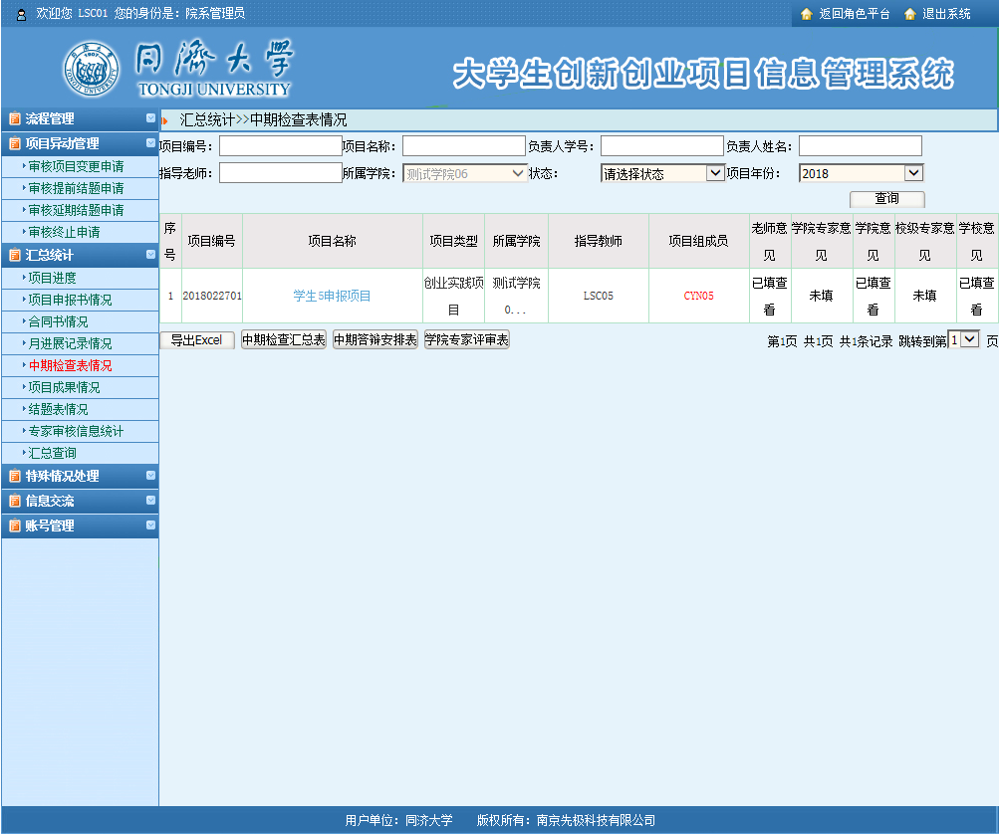 欢迎您 LSC01 您的身份是：院系管理员
返回角色平台 退出系统
同濟大学
TONGJI UNIVERSITY
大学生创新创业项目信息管理系统
流程管理
项目异动管理
审核项目变更申请
审核提前结题申请
审核延期结题申请
审核终止申请
汇总统计
项目进度
项目申报书情况
合同书情况
月进展记录情况
中期检查表情况
项目成果情况
结题表情况
专家审核信息统计
汇总查询
特殊情况处理
信息交流
账号管理
汇总统计>>中期检查表情况
项目编号： 项目名称： 负责人学号： 负责人姓名：
指导老师： 所属学院： 测试学院06 状态： 请选择状态 项目年份： 2018
查询
序号 项目编号 项目名称 项目类型 所属学院 指导教师 项目组成员 老师意见 学院专家意见 学院意见 校级专家意见 学校意见
1 2018022701 学生5申报项目 创业实践项目 测试学院0... LSC05 CYN05 已填查看 未填 已填查看 未填 已填查看
导出Excel 中期检查汇总表 中期答辩安排表 学院专家评审表 第1页 共1页 共1条记录 跳转到第 1 页
用户单位：同济大学 版权所有：南京先极科技有限公司